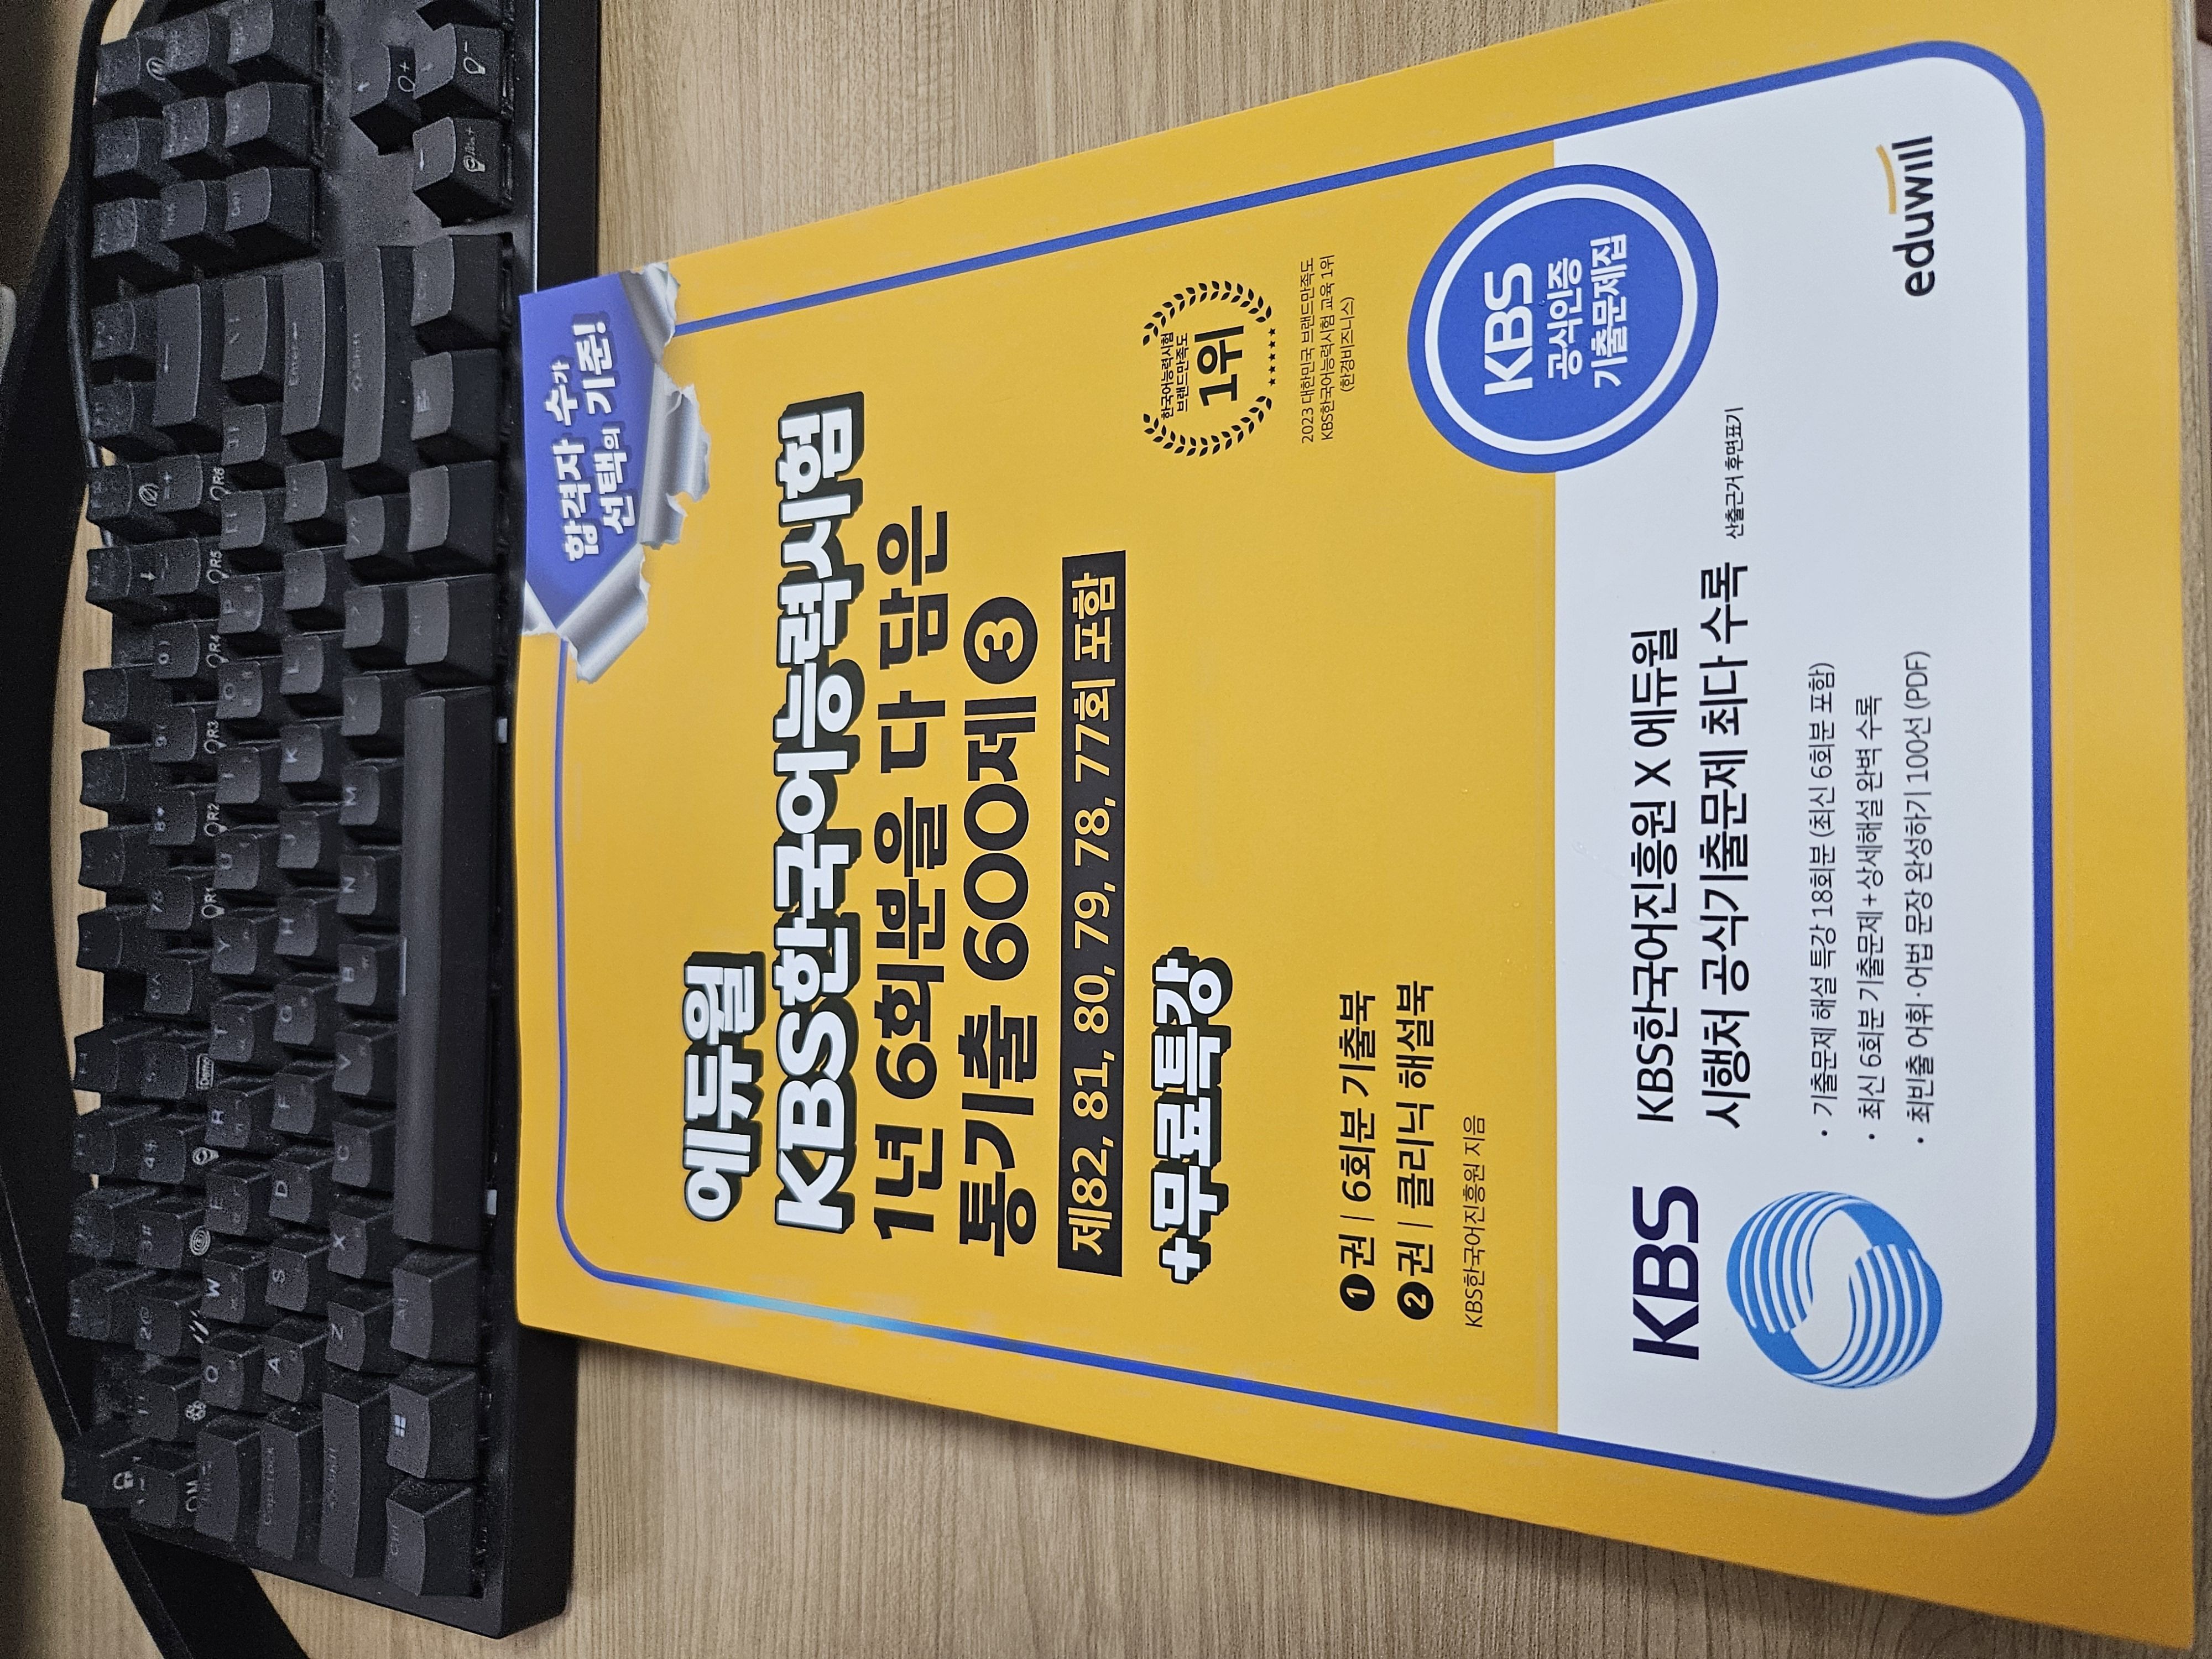 합격자 수가
선택의 기준!
에듀윌
KBS한국어능력시험
1년 6회분을 다 담은
통기출 600제 3
제82, 81, 80, 79, 78, 77회 포함
+무료특강
한국어능력시험
브랜드만족도
1위
★★★★★
2023 대한민국 브랜드만족도
KBS한국어능력시험 교육 1위
(한경비즈니스)
1권 | 6회분 기출북
2권 | 클리닉 해설북
KBS한국어진흥원 지음
KBS
공식인증
기출문제집
KBS
KBS한국어진흥원 X 에듀윌
시행처 공식기출문제 최다 수록 산출근거 후면표기
· 기출문제 해설 특강 18회분 (최신 6회분 포함)
· 최신 6회분 기출문제 + 상세해설 완벽 수록
· 최빈출 어휘·어법 문장 완성하기 100선 (PDF)
eduwill
Q W E R T Y U I O P
A S D F G H J K L
Z X C V B N M
Caps Lock
Enter
Shift
Ctrl
Alt
Demo